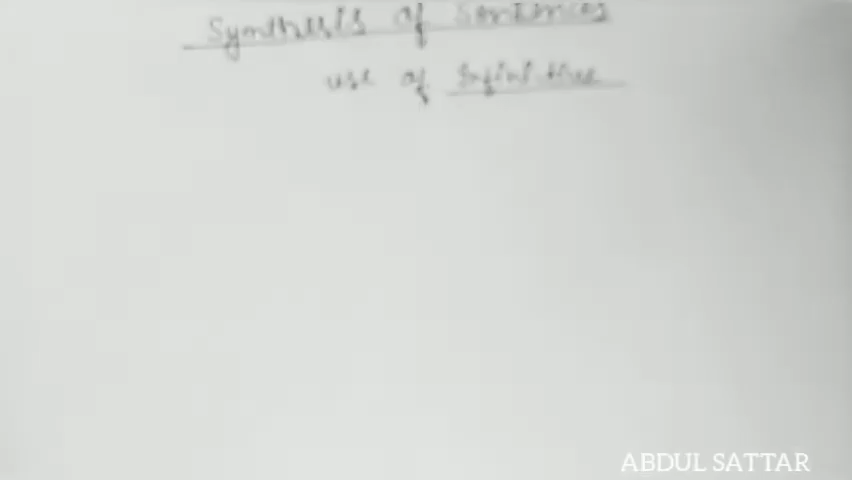 Synthesis of Sentences
use of Infinitive
ABDUL SATTAR